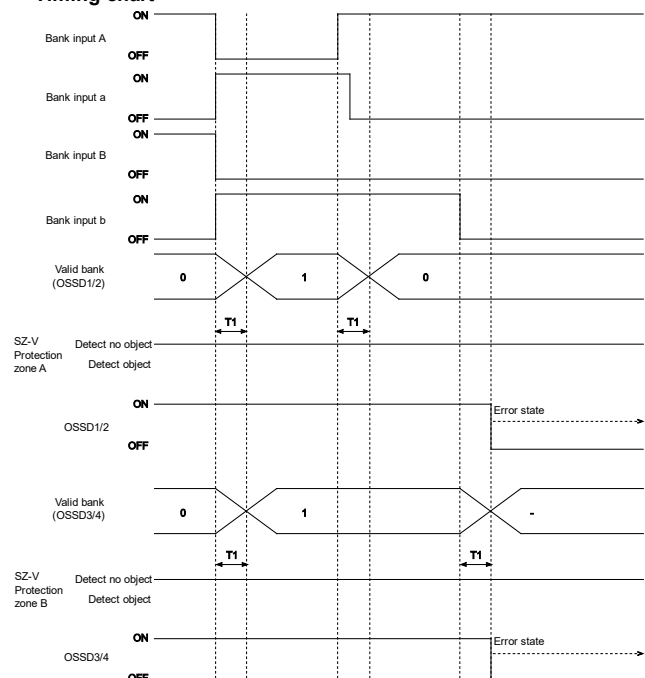 Timing chart
ON
Bank input A
OFF
ON
Bank input a
OFF
ON
Bank input B
OFF
ON
Bank input b
OFF
Valid bank
(OSSD1/2)
0 1 0
T1 T1
SZ-V
Protection
zone A
Detect no object
Detect object
ON
OSSD1/2
OFF
Error state
Valid bank
(OSSD3/4)
0 1 -
T1 T1
SZ-V
Protection
zone B
Detect no object
Detect object
ON
OSSD3/4
OFF
Error state